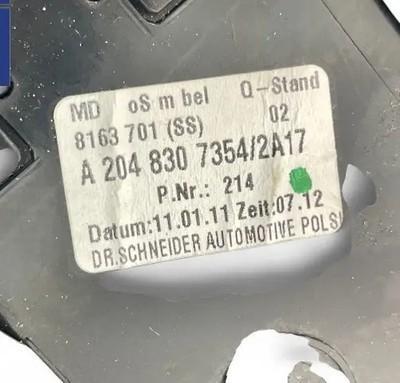 MD oS m bel Q-Stand
8163 701 (SS) 02
A 204 830 7354/2A17
P.Nr.: 214
Datum:11.01.11 Zeit:07.12
DR.SCHNEIDER AUTOMOTIVE POLS